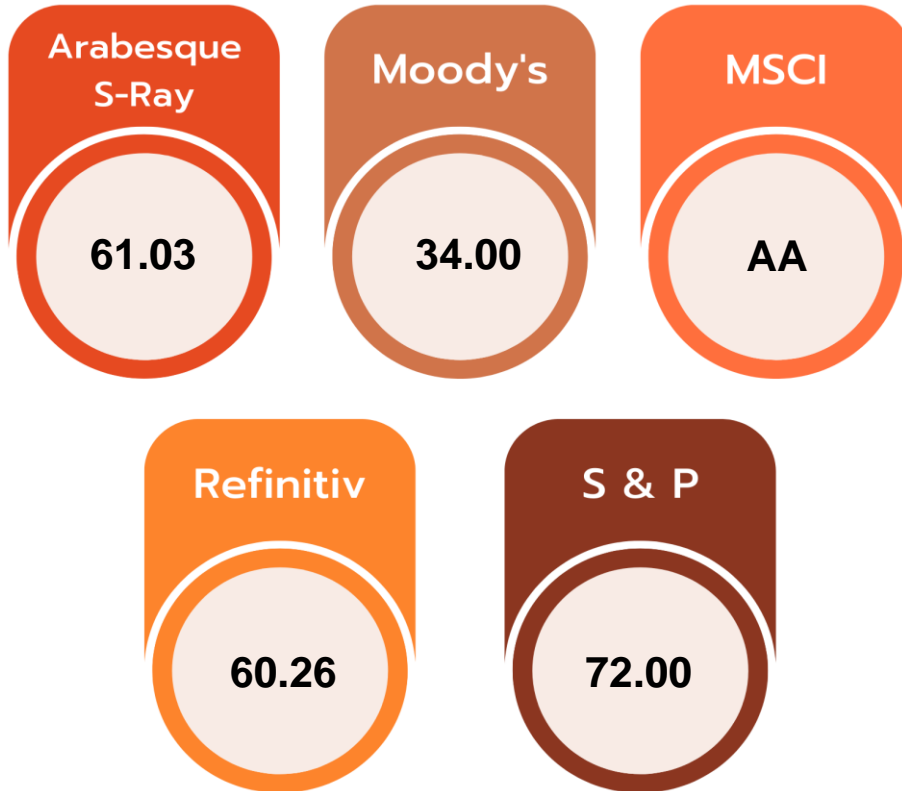 Arabesque
S-Ray
61.03
Moody's
34.00
MSCI
AA
Refinitiv
60.26
S & P
72.00